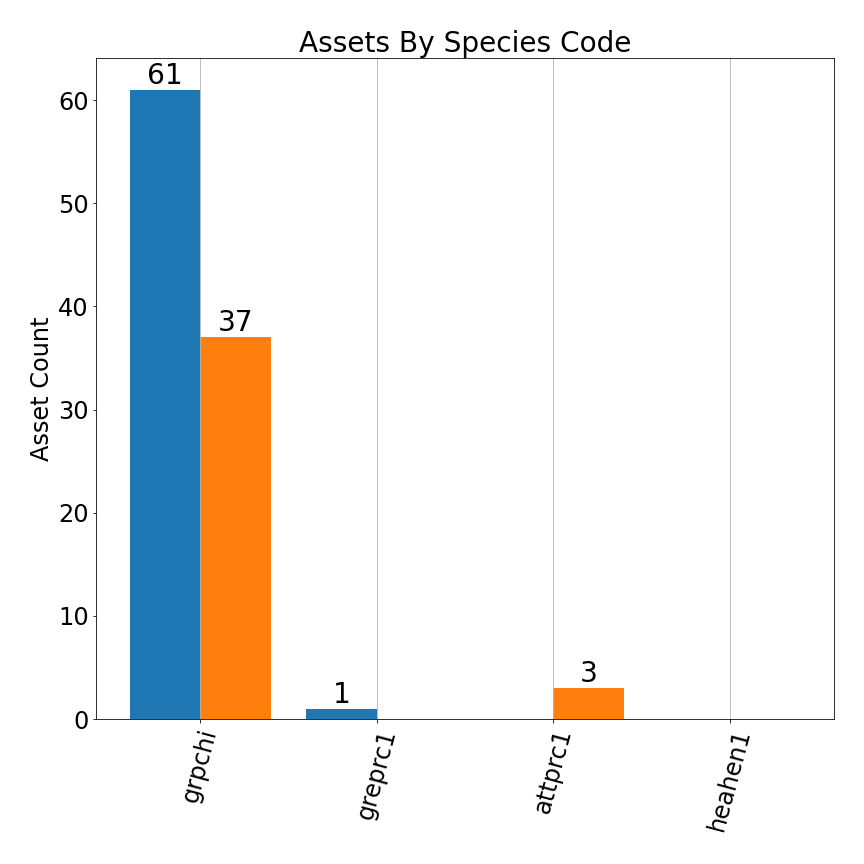 Assets By Species Code
61
60
50
40
37
Asset Count
30
20
10
3
1
0
grpchi
greprc1
attprc1
heahen1